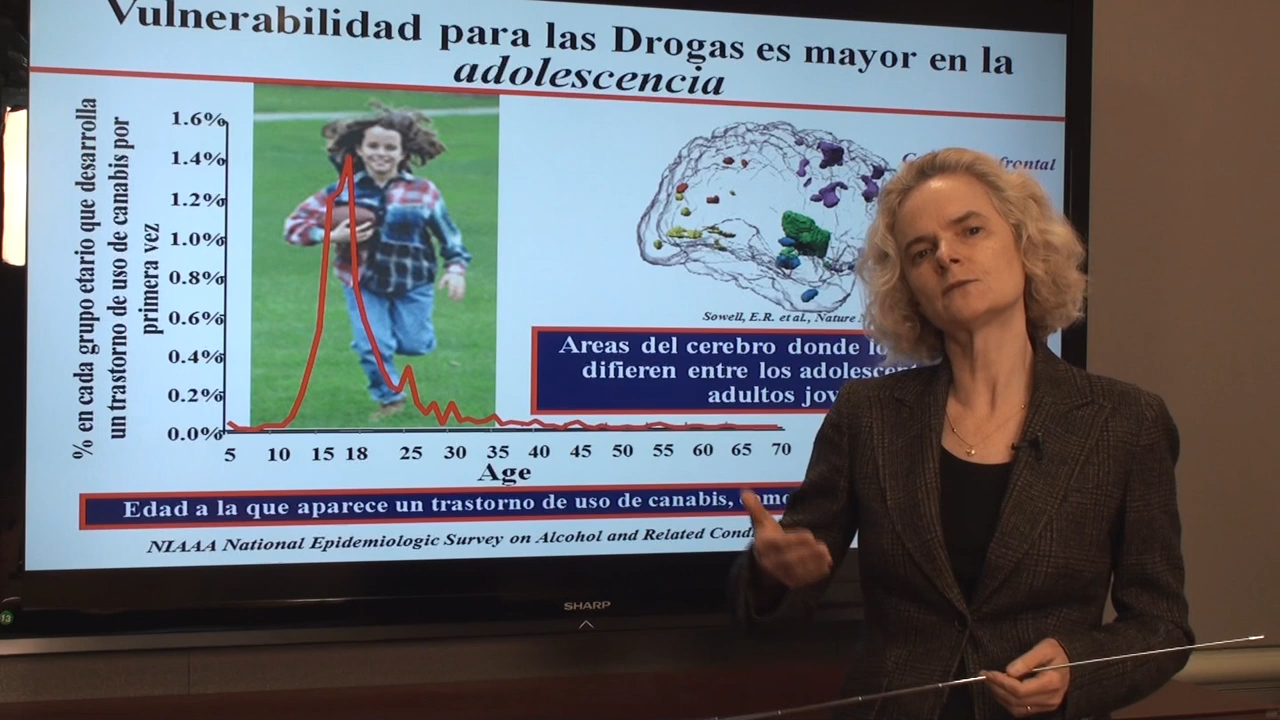 Vulnerabilidad para las Drogas es mayor en la
adolescencia
% en cada grupo etario que desarrolla
un trastorno de uso de canabis por
primera vez
1.6%
1.4%
1.2%
1.0%
0.8%
0.6%
0.4%
0.2%
0.0%
5 10 15 18 25 30 35 40 45 50 55 60 65 70
Age
frontal
Sowell, E.R. et al., Nature
Areas del cerebro donde
difieren entre los
adultos
Edad a la que aparece un trastorno de uso de canabis,
NIAAA National Epidemiologic Survey on Alcohol and Related
SHARP
13